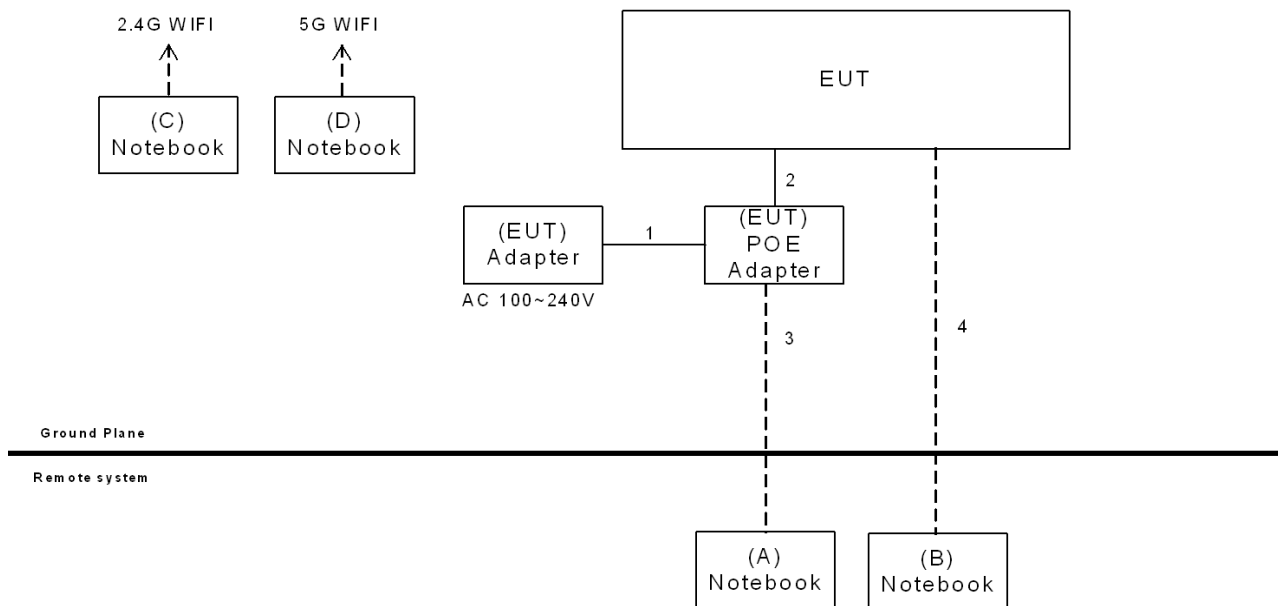 2.4G WIFI
5G WIFI
EUT
(C)
Notebook
(D)
Notebook
2
(EUT)
Adapter
1
(EUT)
POE
Adapter
AC 100~240V
3
4
Ground Plane
Remote system
(A)
Notebook
(B)
Notebook